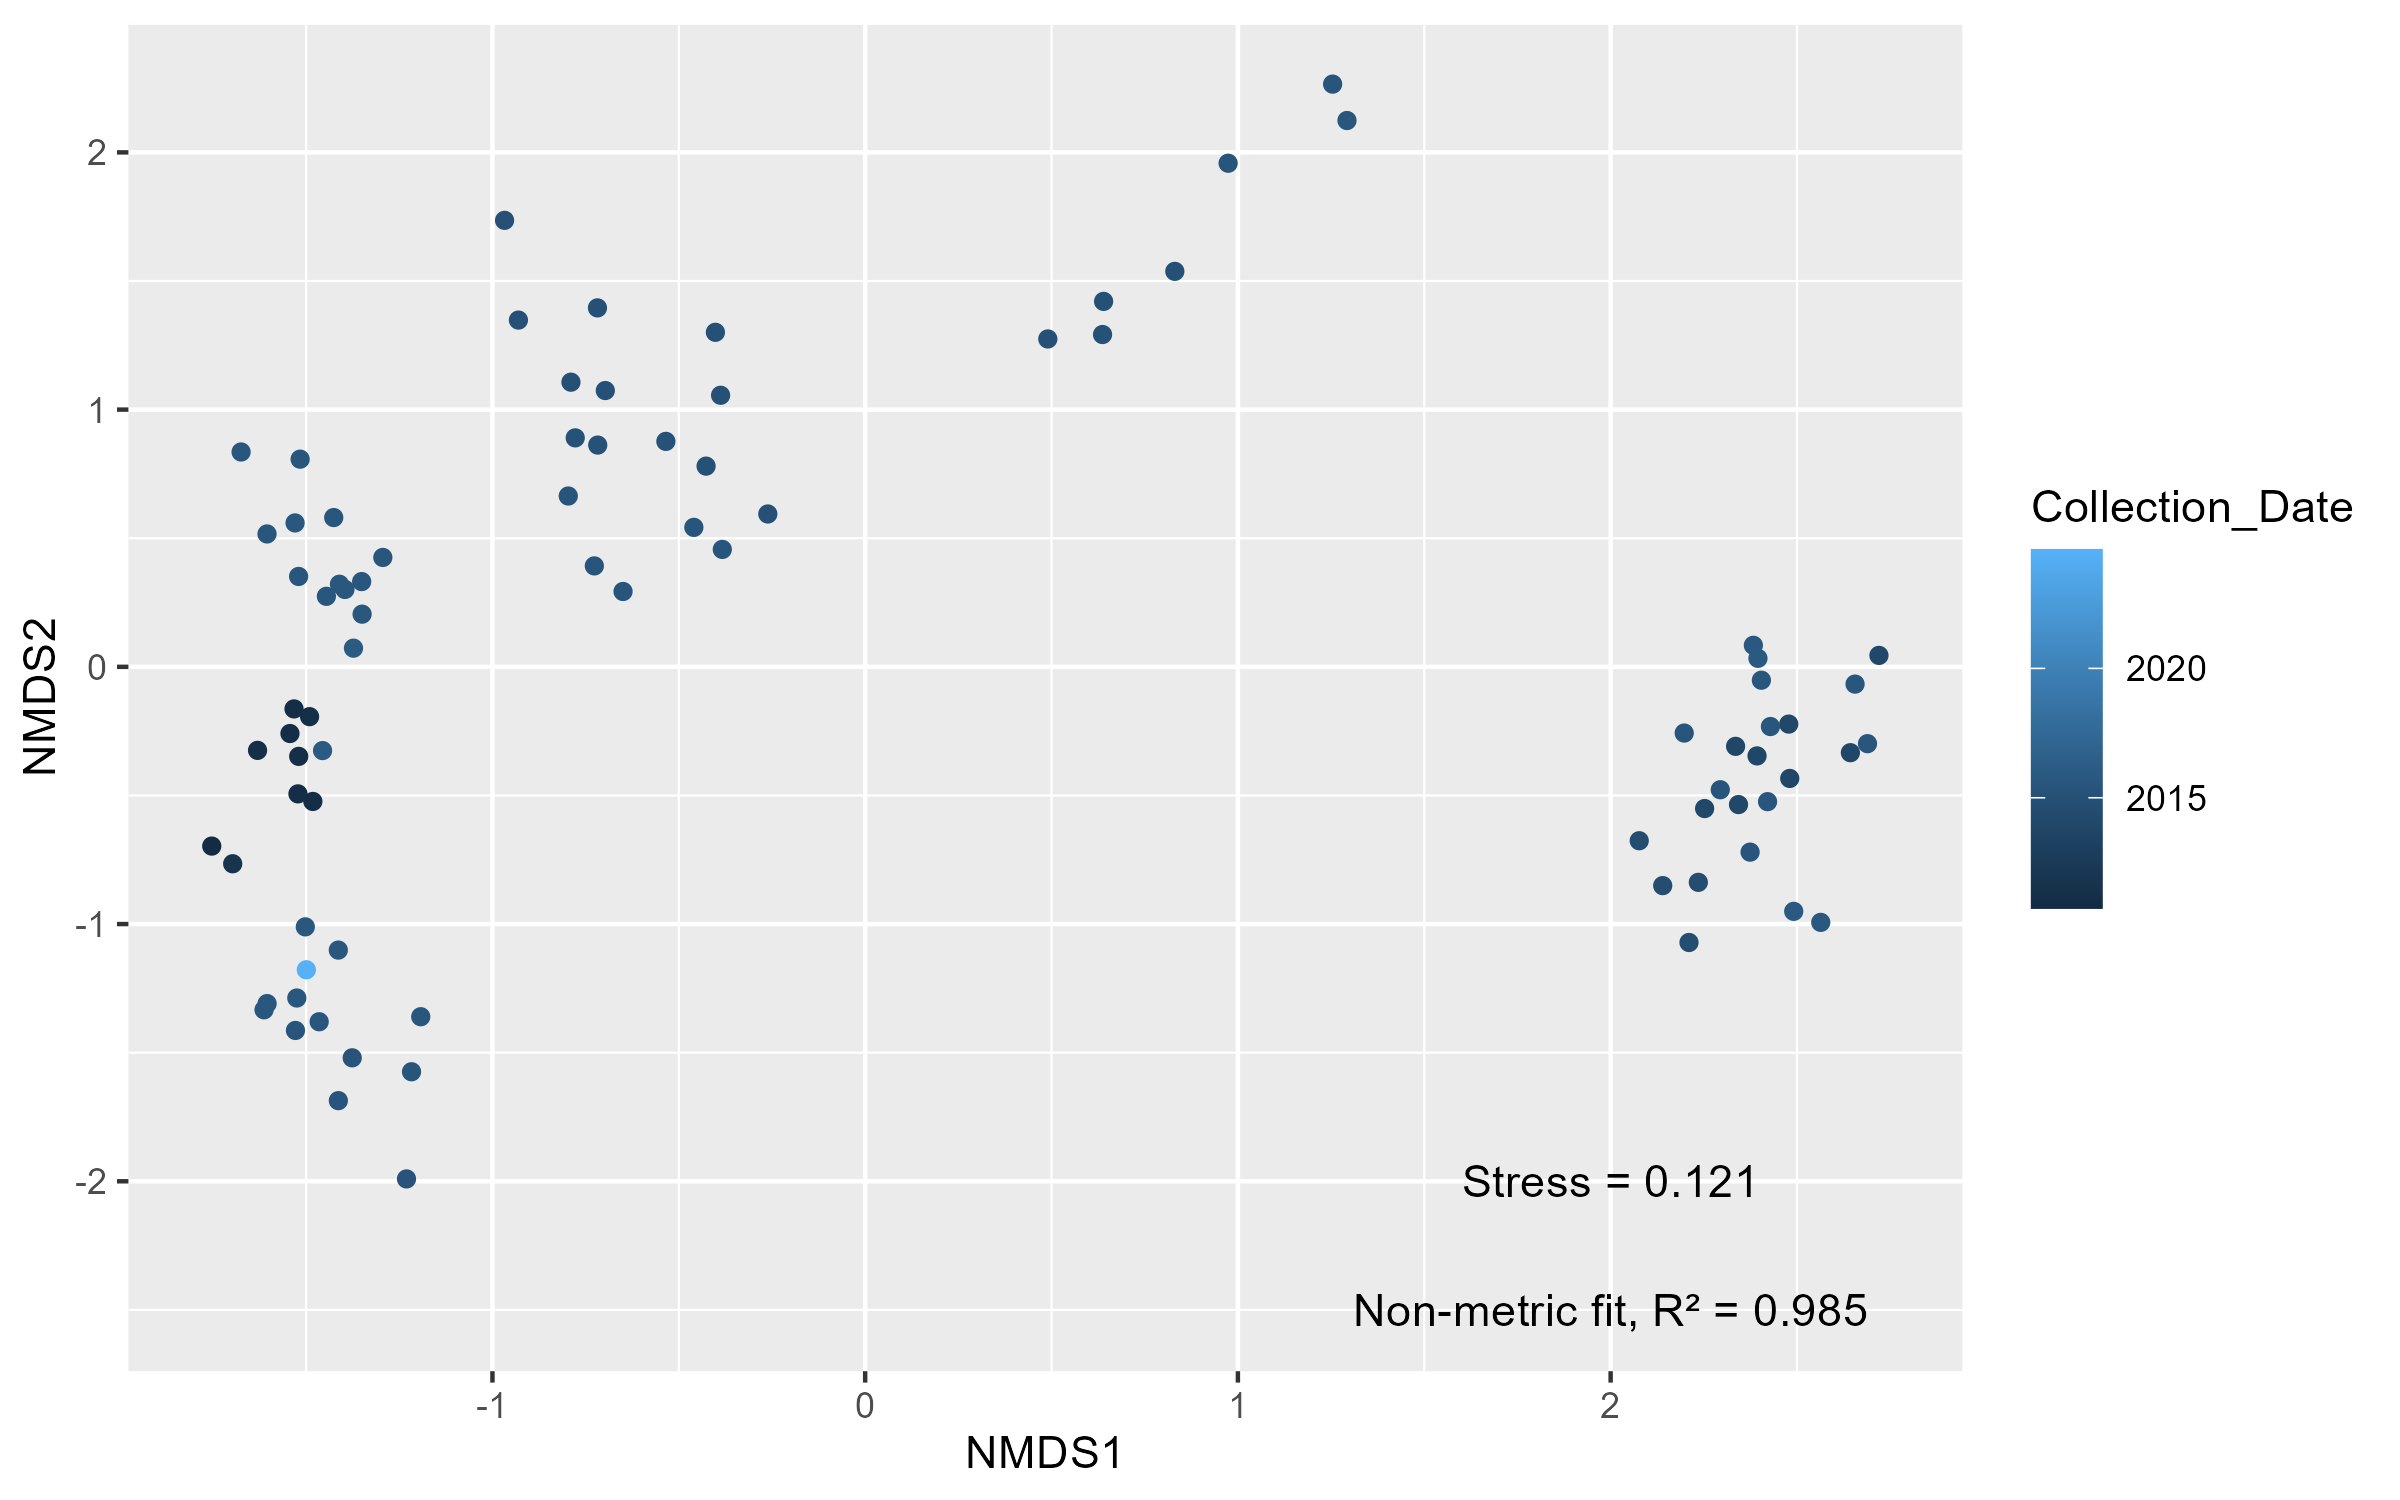 2
1
0
-1
-2
NMDS2
-1
0
1
2
NMDS1
Stress = 0.121
Non-metric fit, R² = 0.985
Collection_Date
2020
2015